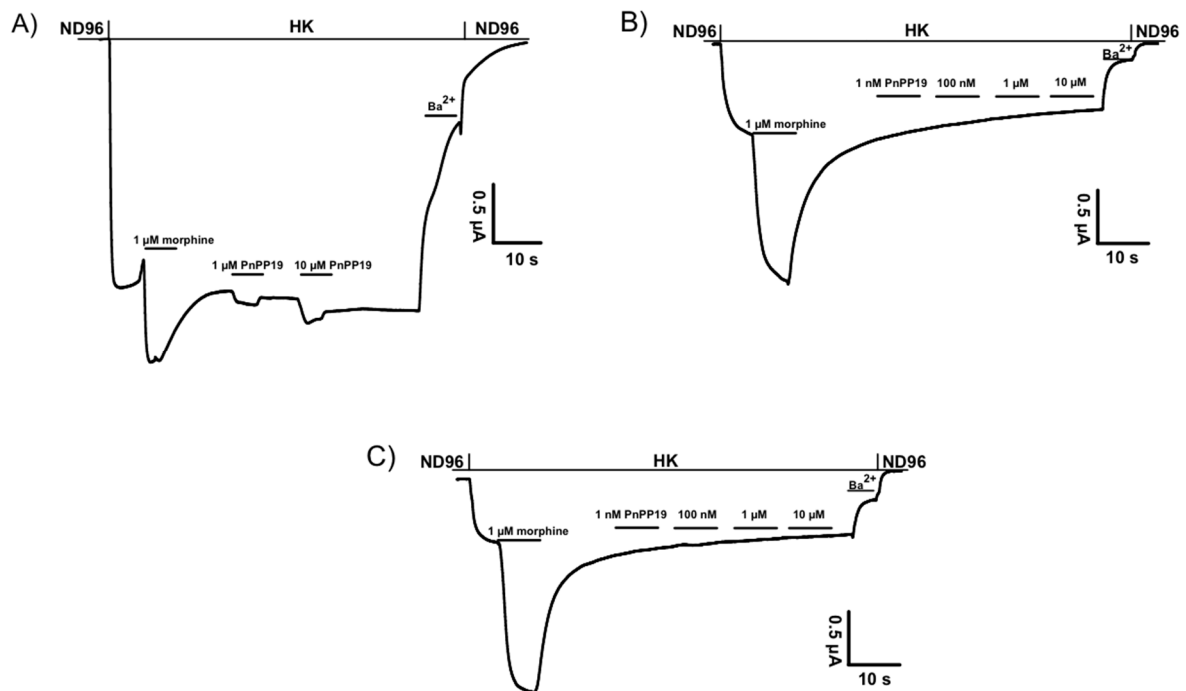 A)
ND96 HK ND96
Ba2+
1 µM morphine
1 µM PnPP19 10 µM PnPP19
0.5 µA
10 s
B)
ND96 HK ND96
Ba2+
1 nM PnPP19 100 nM 1 µM 10 µM
1 µM morphine
0.5 µA
10 s
C)
ND96 HK ND96
Ba2+
1 nM PnPP19 100 nM 1 µM 10 µM
1 µM morphine
0.5 µA
10 s